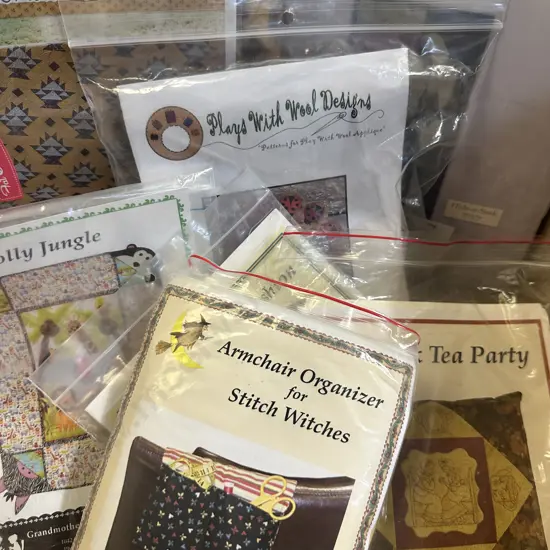 Plays With Wool Designs
"Patterns for Play With Wool Applique"
olly Jungle
Armchair Organizer
for
Stitch Witches
Tea Party
Grandmothe